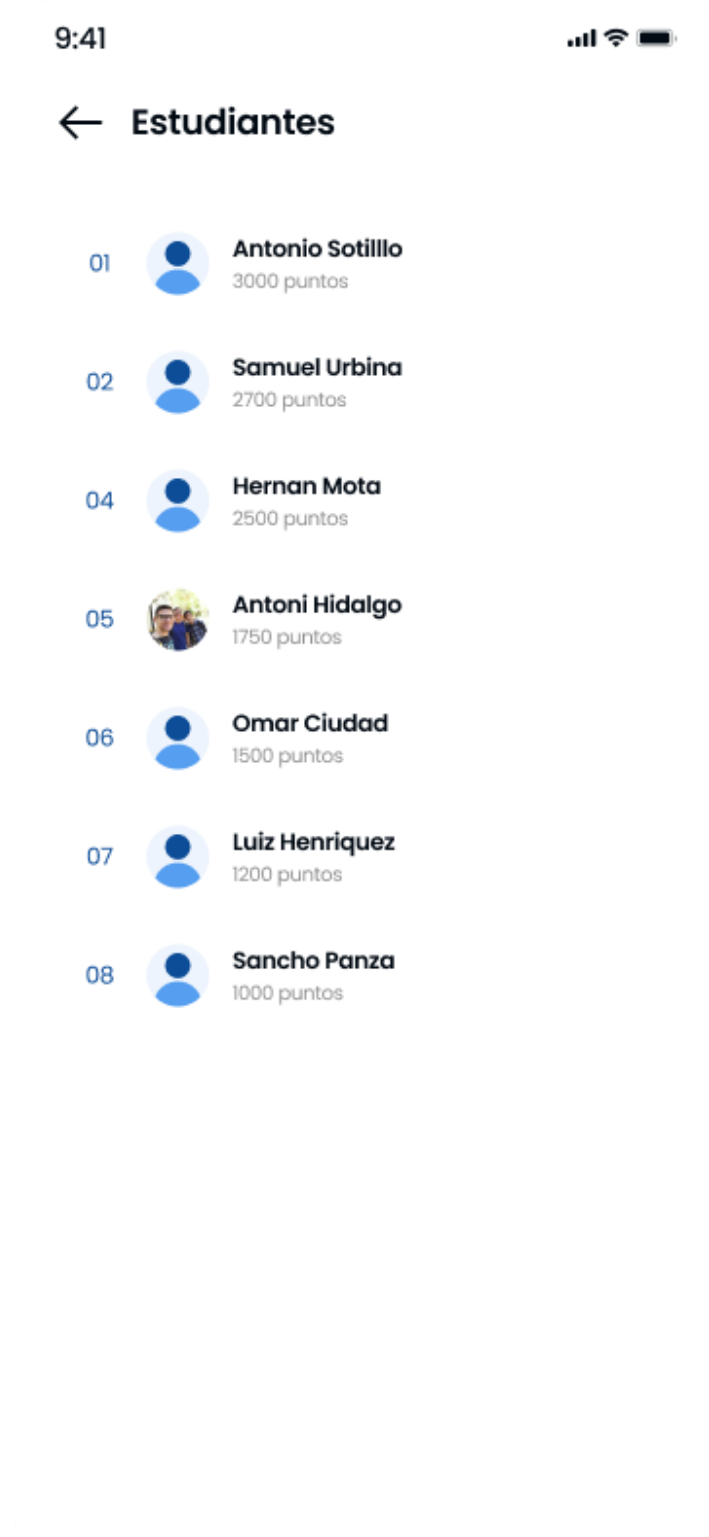 9:41
Estudiantes
01
Antonio Sotilllo
3000 puntos
02
Samuel Urbina
2700 puntos
04
Hernan Mota
2500 puntos
05
Antoni Hidalgo
1750 puntos
06
Omar Ciudad
1500 puntos
07
Luiz Henriquez
1200 puntos
08
Sancho Panza
1000 puntos